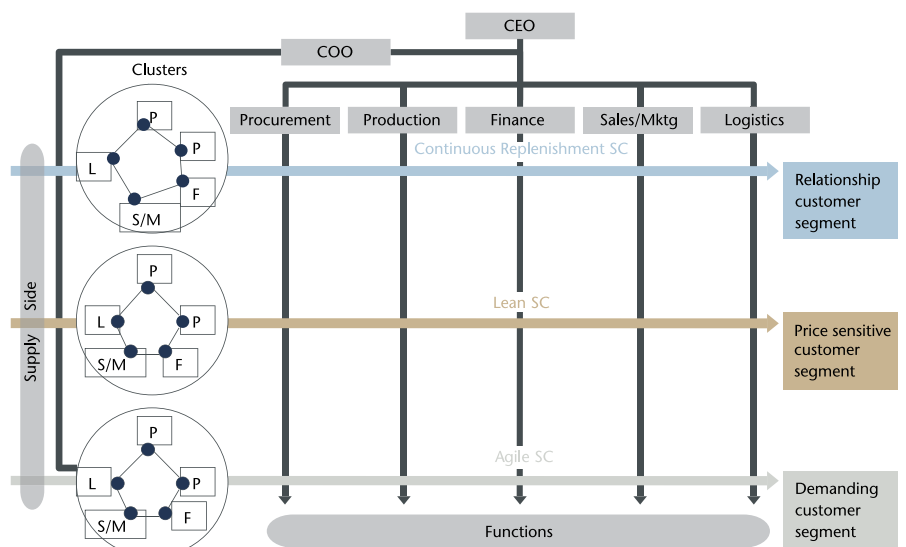 CEO
COO
Clusters
Procurement
Production
Finance
Sales/Mktg
Logistics
P
P
L
F
S/M
Continuous Replenishment SC
Relationship
customer
segment
Supply Side
P
L
P
S/M
F
Lean SC
Price sensitive
customer
segment
P
L
P
S/M
F
Agile SC
Demanding
customer
segment
Functions